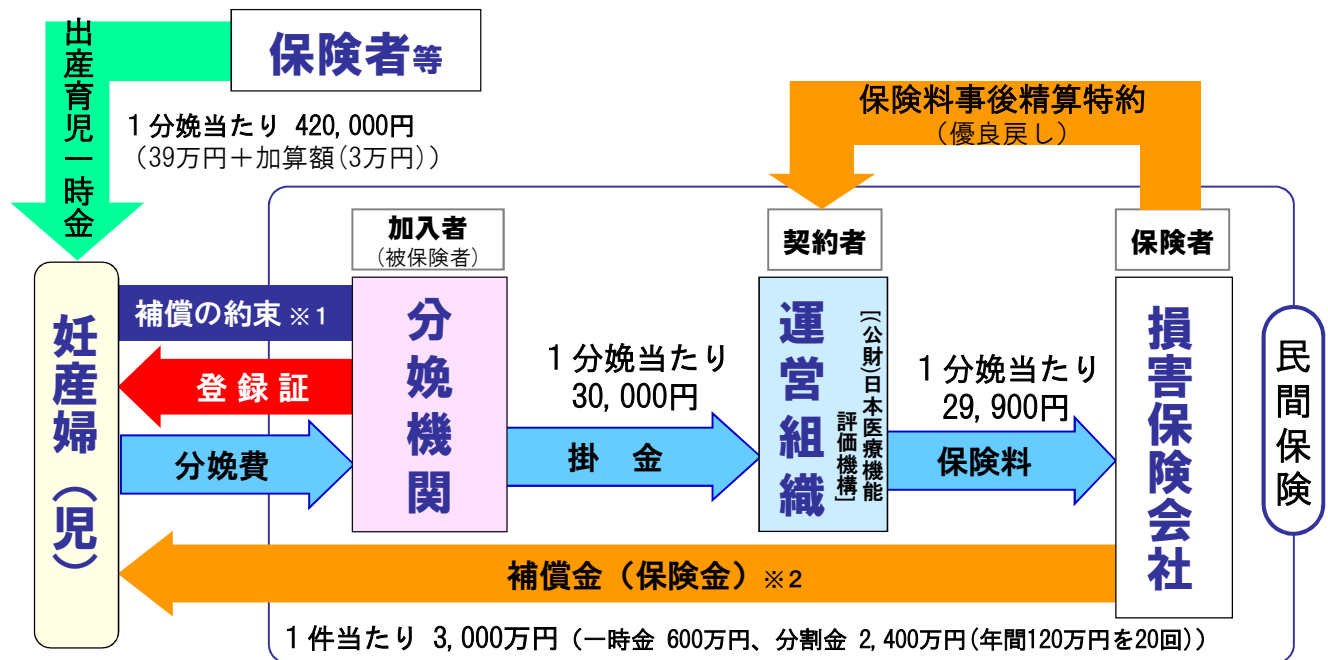 出産育児一時金
保険者等
1分娩当たり 420,000円
（39万円＋加算額(3万円)）
保険料事後精算特約
（優良戻し）
加入者
（被保険者）
契約者
保険者
妊産婦（児）
補償の約束 ※1
登録証
分娩費
分娩機関
1分娩当たり
30,000円
掛 金
運営組織
[(公財)日本医療機能
評価機構]
1分娩当たり
29,900円
保険料
損害保険会社
民間保険
補償金（保険金）※2
1件当たり 3,000万円（一時金 600万円、分割金 2,400万円(年間120万円を20回)）